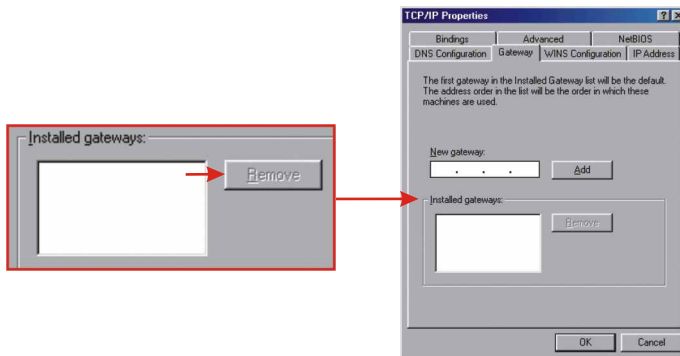 Installed gateways:
Remove
TCP/IP Properties
Bindings Advanced NetBIOS
DNS Configuration Gateway WINS Configuration IP Address
The first gateway in the Installed Gateway list will be the default.
The address order in the list will be the order in which these
machines are used.
New gateway:
. . . Add
Installed gateways:
Remove
OK Cancel